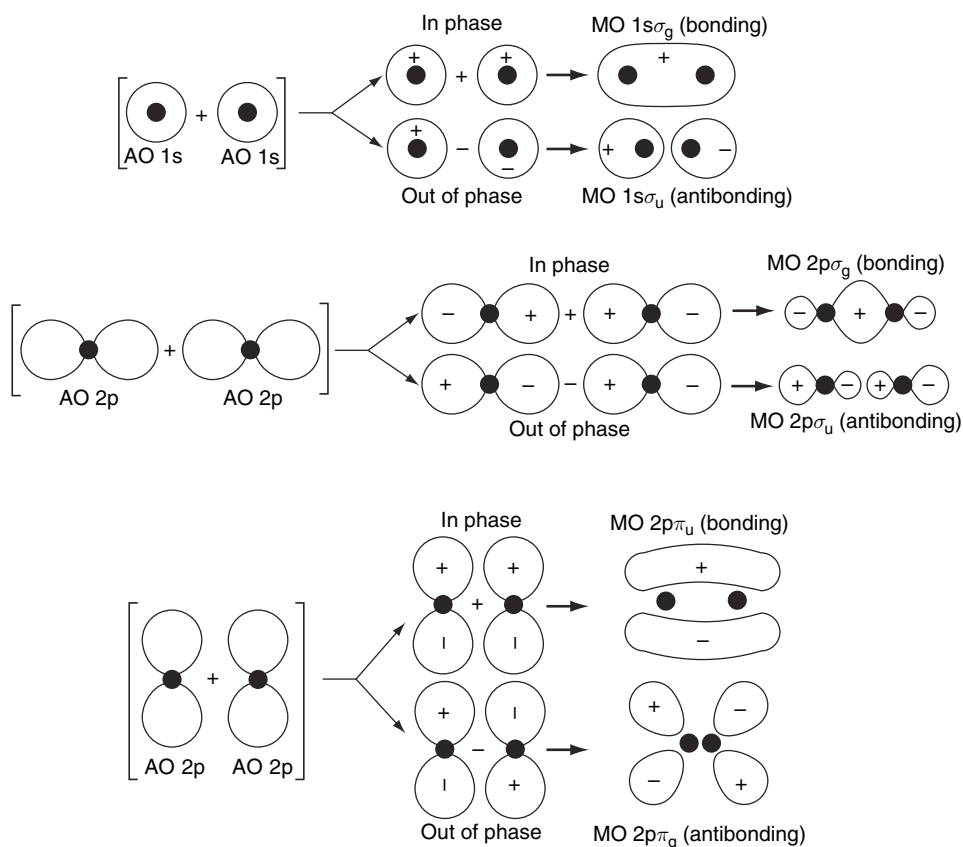 In phase
MO 1sσg (bonding)
+ + + +
[ + ]
AO 1s AO 1s
+ − − + −
Out of phase
MO 1sσu (antibonding)
In phase
MO 2pσg (bonding)
− + + + − − + −
[ + ]
AO 2p AO 2p
+ − − + − + − + −
Out of phase
MO 2pσu (antibonding)
In phase
MO 2pπu (bonding)
+ + +
+
− − −
[ + ]
AO 2p AO 2p
+ − + −
−
− + − +
Out of phase
MO 2pπg (antibonding)